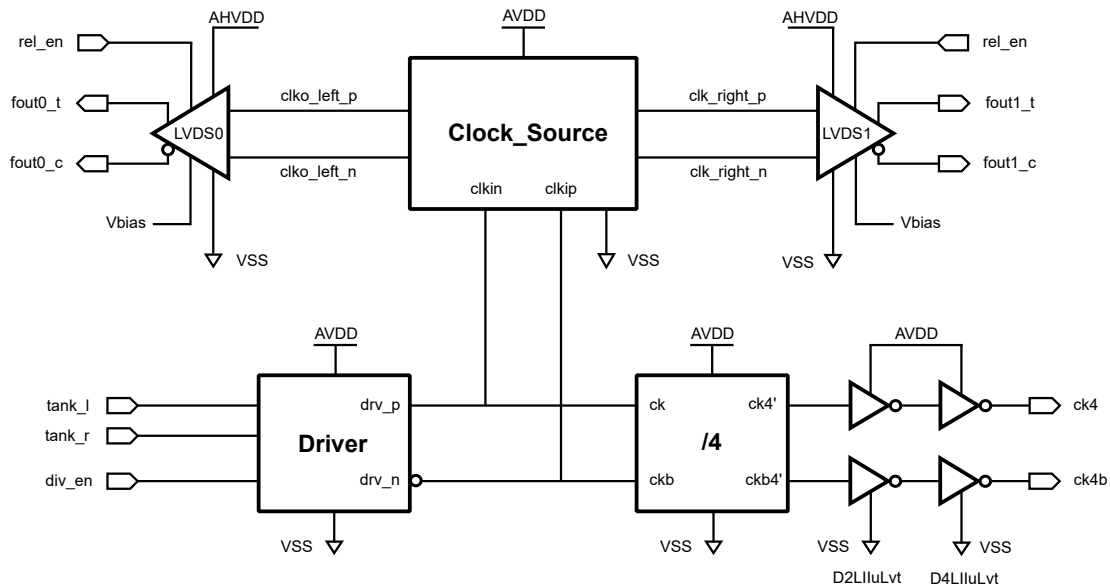 AHVDD
AVDD
AHVDD
rel_en
rel_en
clko_left_p
clk_right_p
fout0_t
fout1_t
LVDS0
Clock_Source
LVDS1
fout0_c
fout1_c
clko_left_n
clk_right_n
clkin
clkip
Vbias
Vbias
VSS
VSS
VSS
AVDD
AVDD
AVDD
tank_l
drv_p
ck
ck4'
ck4
tank_r
Driver
/4
div_en
drv_n
ckb
ckb4'
ck4b
VSS
VSS
VSS
VSS
D2LIIuLvt
D4LIIuLvt